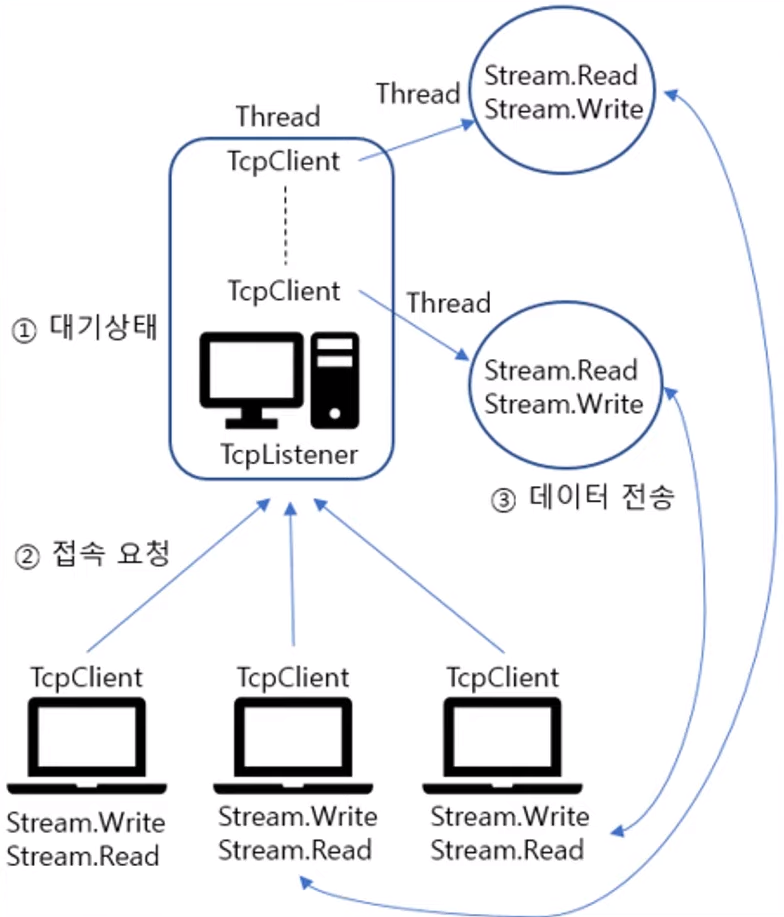 Stream.Read
Stream.Write
Thread
Thread
TcpClient
TcpClient
Thread
① 대기상태
Stream.Read
Stream.Write
TcpListener
③ 데이터 전송
② 접속 요청
TcpClient
TcpClient
TcpClient
Stream.Write
Stream.Read
Stream.Write
Stream.Read
Stream.Write
Stream.Read